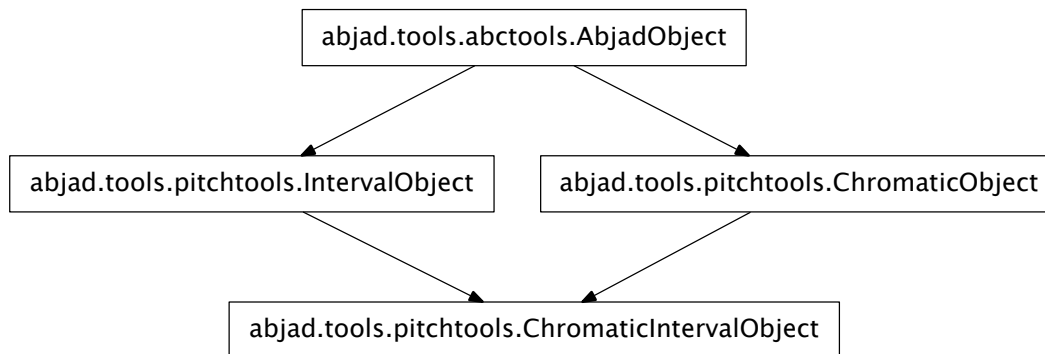 abjad.tools.abctools.AbjadObject
abjad.tools.pitchtools.IntervalObject
abjad.tools.pitchtools.ChromaticObject
abjad.tools.pitchtools.ChromaticIntervalObject